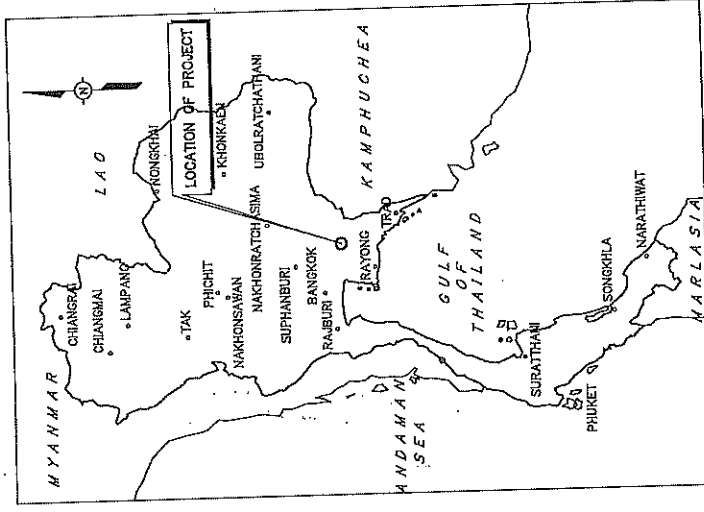 N
MYANMAR
LAO
CHIANGRAI
CHIANGMAI
LAMPANG
NONGKHAI
LOCATION OF PROJECT
TAK
PHICHIT
KHONKAEN
NAKHONSAWAN
NAKHONRATCHASIMA
UBOLRATCHATHANI
SUPHANBURI
BANGKOK
RAJBURI
RAYONG
TRAD
KAMPHUCHEA
ANDAMAN
SEA
GULF
OF
THAILAND
SURATTHANI
PHUKET
SONGKHLA
NARATHIWAT
MARLASIA